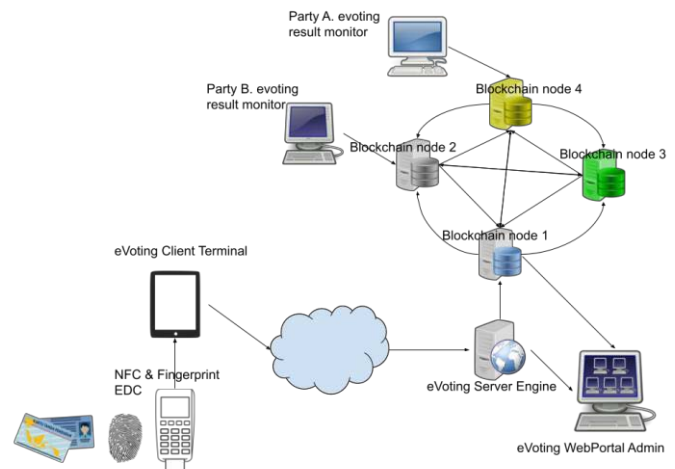 Party A. evoting
result monitor
Party B. evoting
result monitor
Blockchain node 4
Blockchain node 2
Blockchain node 3
Blockchain node 1
eVoting Client Terminal
NFC & Fingerprint
EDC
eVoting Server Engine
eVoting WebPortal Admin